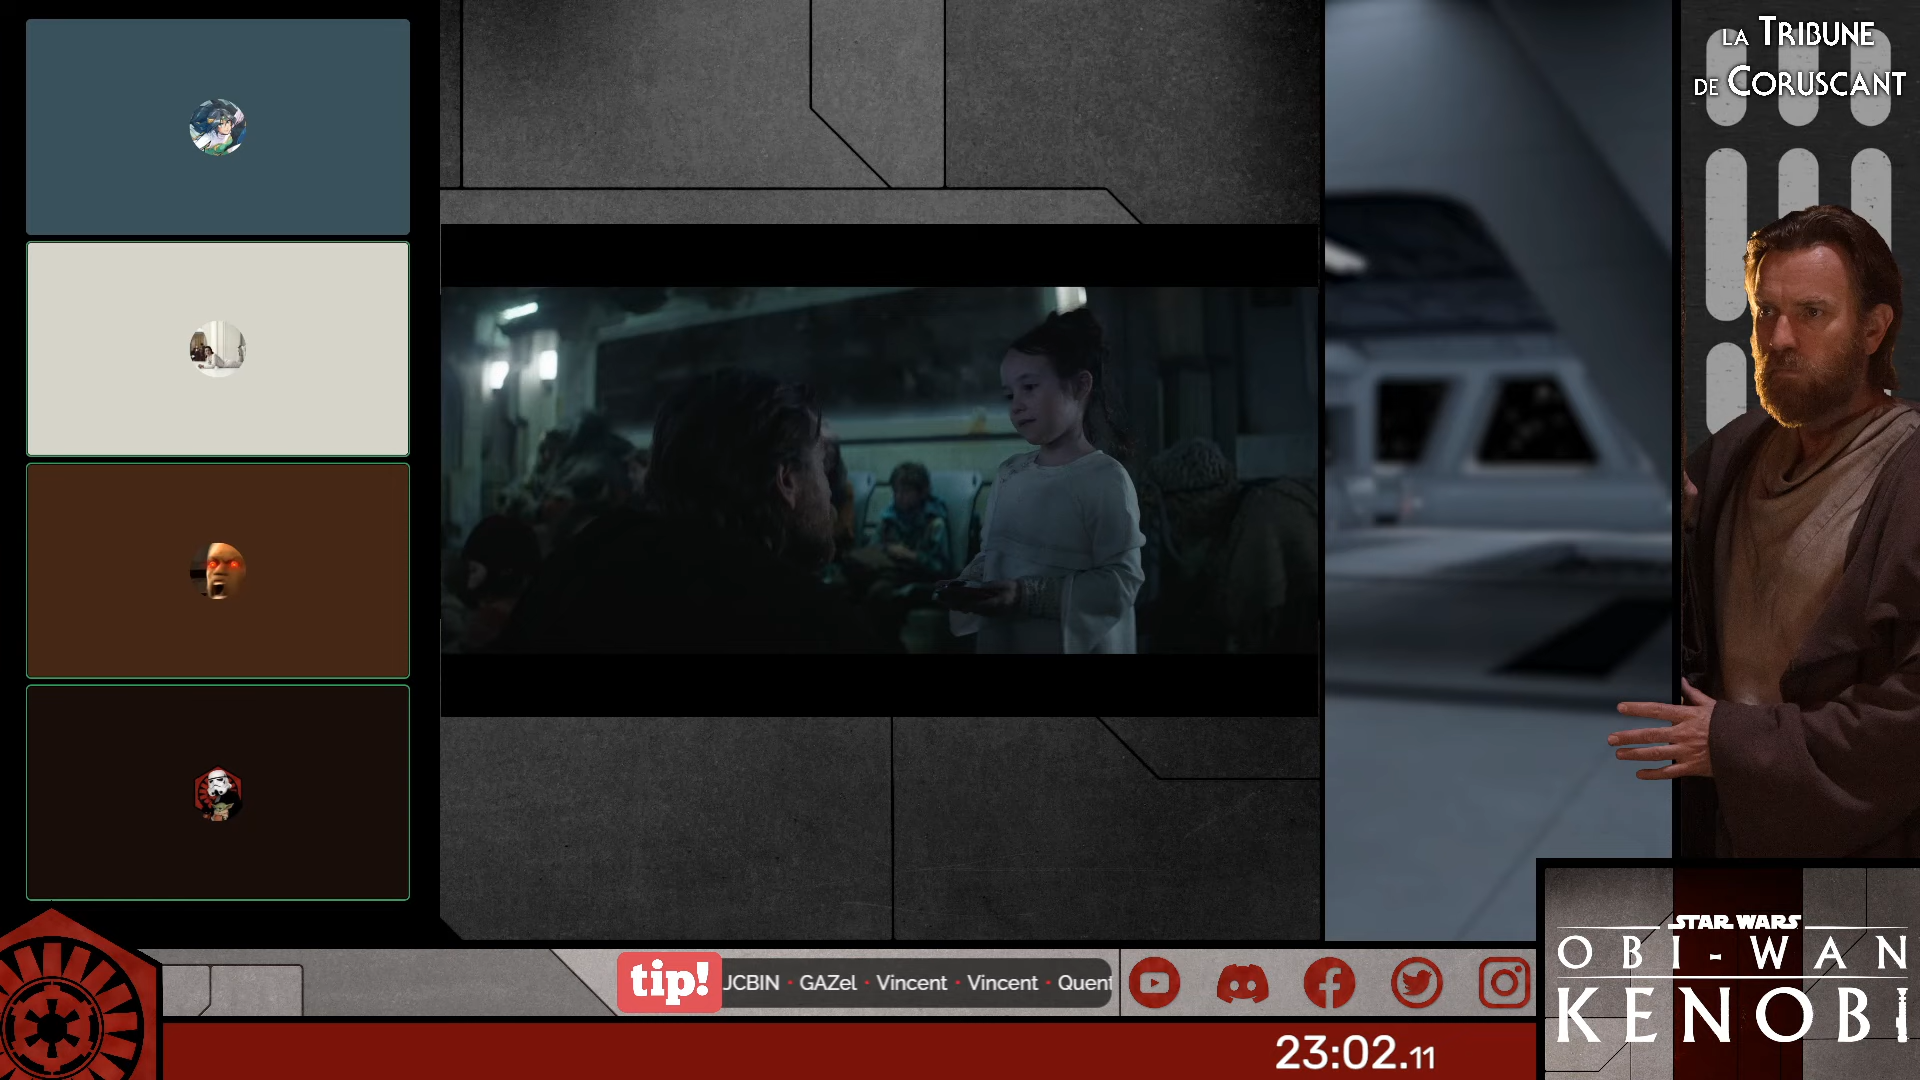 LA TRIBUNE
DE CORUSCANT
STAR WARS
OBI-WAN
KENOBI
tip! JCBIN • GAZel • Vincent • Vincent • Quent
23:02.11